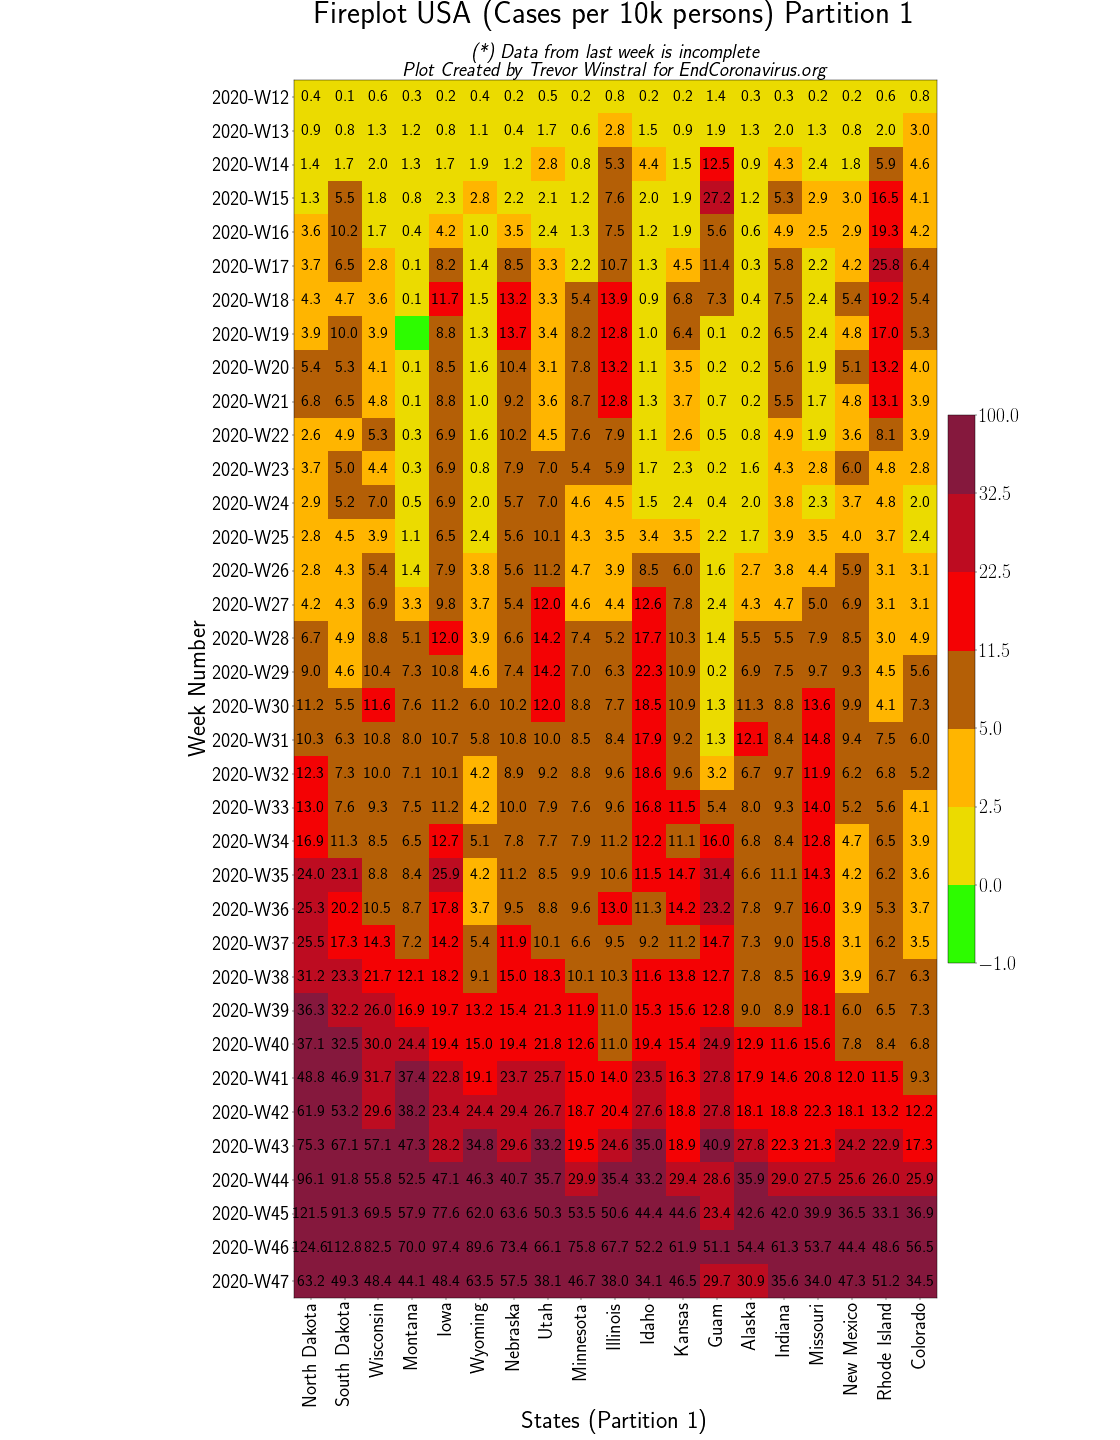 Fireplot USA (Cases per 10k persons) Partition 1
(*) Data from last week is incomplete
Plot Created by Trevor Winstral for EndCoronavirus.org
2020-W12 0.4 0.1 0.6 0.3 0.2 0.4 0.2 0.5 0.2 0.8 0.2 0.2 1.4 0.3 0.3 0.2 0.2 0.6 0.8
2020-W13 0.9 0.8 1.3 1.2 0.8 1.1 0.4 1.7 0.6 2.8 1.5 0.9 1.9 1.3 2.0 1.3 0.8 2.0 3.0
2020-W14 1.4 1.7 2.0 1.3 1.7 1.9 1.2 2.8 0.8 5.3 4.4 1.5 12.5 0.9 4.3 2.4 1.8 5.9 4.6
2020-W15 1.3 5.5 1.8 0.8 2.3 2.8 2.2 2.1 1.2 7.6 2.0 1.9 27.2 1.2 5.3 2.9 3.0 16.5 4.1
2020-W16 3.6 10.2 1.7 0.4 4.2 1.0 3.5 2.4 1.3 7.5 1.2 1.9 5.6 0.6 4.9 2.5 2.9 19.3 4.2
2020-W17 3.7 6.5 2.8 0.1 8.2 1.4 8.5 3.3 2.2 10.7 1.3 4.5 11.4 0.3 5.8 2.2 4.2 25.8 6.4
2020-W18 4.3 4.7 3.6 0.1 11.7 1.5 13.2 3.3 5.4 13.9 0.9 6.8 7.3 0.4 7.5 2.4 5.4 19.2 5.4
2020-W19 3.9 10.0 3.9 8.8 1.3 13.7 3.4 8.2 12.8 1.0 6.4 0.1 0.2 6.5 2.4 4.8 17.0 5.3
2020-W20 5.4 5.3 4.1 0.1 8.5 1.6 10.4 3.1 7.8 13.2 1.1 3.5 0.2 0.2 5.6 1.9 5.1 13.2 4.0
2020-W21 6.8 6.5 4.8 0.1 8.8 1.0 9.2 3.6 8.7 12.8 1.3 3.7 0.7 0.2 5.5 1.7 4.8 13.1 3.9
2020-W22 2.6 4.9 5.3 0.3 6.9 1.6 10.2 4.5 7.6 7.9 1.1 2.6 0.5 0.8 4.9 1.9 3.6 8.1 3.9
2020-W23 3.7 5.0 4.4 0.3 6.9 0.8 7.9 7.0 5.4 5.9 1.7 2.3 0.2 1.6 4.3 2.8 6.0 4.8 2.8
2020-W24 2.9 5.2 7.0 0.5 6.9 2.0 5.7 7.0 4.6 4.5 1.5 2.4 0.4 2.0 3.8 2.3 3.7 4.8 2.0
2020-W25 2.8 4.5 3.9 1.1 6.5 2.4 5.6 10.1 4.3 3.5 3.4 3.5 2.2 1.7 3.9 3.5 4.0 3.7 2.4
2020-W26 2.8 4.3 5.4 1.4 7.9 3.8 5.6 11.2 4.7 3.9 8.5 6.0 1.6 2.7 3.8 4.4 5.9 3.1 3.1
2020-W27 4.2 4.3 6.9 3.3 9.8 3.7 5.4 12.0 4.6 4.4 12.6 7.8 2.4 4.3 4.7 5.0 6.9 3.1 3.1
2020-W28 6.7 4.9 8.8 5.1 12.0 3.9 6.6 14.2 7.4 5.2 17.7 10.3 1.4 5.5 5.5 7.9 8.5 3.0 4.9
2020-W29 9.0 4.6 10.4 7.3 10.8 4.6 7.4 14.2 7.0 6.3 22.3 10.9 0.2 6.9 7.5 9.7 9.3 4.5 5.6
2020-W30 11.2 5.5 11.6 7.6 11.2 6.0 10.2 12.0 8.8 7.7 18.5 10.9 1.3 11.3 8.8 13.6 9.9 4.1 7.3
2020-W31 10.3 6.3 10.8 8.0 10.7 5.8 10.8 10.0 8.5 8.4 17.9 9.2 1.3 12.1 8.4 14.8 9.4 7.5 6.0
2020-W32 12.3 7.3 10.0 7.1 10.1 4.2 8.9 9.2 8.8 9.6 18.6 9.6 3.2 6.7 9.7 11.9 6.2 6.8 5.2
2020-W33 13.0 7.6 9.3 7.5 11.2 4.2 10.0 7.9 7.6 9.6 16.8 11.5 5.4 8.0 9.3 14.0 5.2 5.6 4.1
2020-W34 16.9 11.3 8.5 6.5 12.7 5.1 7.8 7.7 7.9 11.2 12.2 11.1 16.0 6.8 8.4 12.8 4.7 6.5 3.9
2020-W35 24.0 23.1 8.8 8.4 25.9 4.2 11.2 8.5 9.9 10.6 11.5 14.7 31.4 6.6 11.1 14.3 4.2 6.2 3.6
2020-W36 25.3 20.2 10.5 8.7 17.8 3.7 9.5 8.8 9.6 13.0 11.3 14.2 23.2 7.8 9.7 16.0 3.9 5.3 3.7
2020-W37 25.5 17.3 14.3 7.2 14.2 5.4 11.9 10.1 6.6 9.5 9.2 11.2 14.7 7.3 9.0 15.8 3.1 6.2 3.5
2020-W38 31.2 23.3 21.7 12.1 18.2 9.1 15.0 18.3 10.1 10.3 11.6 13.8 12.7 7.8 8.5 16.9 3.9 6.7 6.3
2020-W39 36.3 32.2 26.0 16.9 19.7 13.2 15.4 21.3 11.9 11.0 15.3 15.6 12.8 9.0 8.9 18.1 6.0 6.5 7.3
2020-W40 37.1 32.5 30.0 24.4 19.4 15.0 19.4 21.8 12.6 11.0 19.4 15.4 24.9 12.9 11.6 15.6 7.8 8.4 6.8
2020-W41 48.8 46.9 31.7 37.4 22.8 19.1 23.7 25.7 15.0 14.0 23.5 16.3 27.8 17.9 14.6 20.8 12.0 11.5 9.3
2020-W42 61.9 53.2 29.6 38.2 23.4 24.4 29.4 26.7 18.7 20.4 27.6 18.8 27.8 18.1 18.8 22.3 18.1 13.2 12.2
2020-W43 75.3 67.1 57.1 47.3 28.2 34.8 29.6 33.2 19.5 24.6 35.0 18.9 40.9 27.8 22.3 21.3 24.2 22.9 17.3
2020-W44 96.1 91.8 55.8 52.5 47.1 46.3 40.7 35.7 29.9 35.4 33.2 29.4 28.6 35.9 29.0 27.5 25.6 26.0 25.9
2020-W45 121.5 91.3 69.5 57.9 77.6 62.0 63.6 50.3 53.5 50.6 44.4 44.6 23.4 42.6 42.0 39.9 36.5 33.1 36.9
2020-W46 124.6 112.8 82.5 70.0 97.4 89.6 73.4 66.1 75.8 67.7 52.2 61.9 51.1 54.4 61.3 53.7 44.4 48.6 56.5
2020-W47 63.2 49.3 48.4 44.1 48.4 63.5 57.5 38.1 46.7 38.0 34.1 46.5 29.7 30.9 35.6 34.0 47.3 51.2 34.5
North Dakota
South Dakota
Wisconsin
Montana
Iowa
Wyoming
Nebraska
Utah
Minnesota
Illinois
Idaho
Kansas
Guam
Alaska
Indiana
Missouri
New Mexico
Rhode Island
Colorado
States (Partition 1)
Week Number
100.0
32.5
22.5
11.5
5.0
2.5
0.0
−1.0